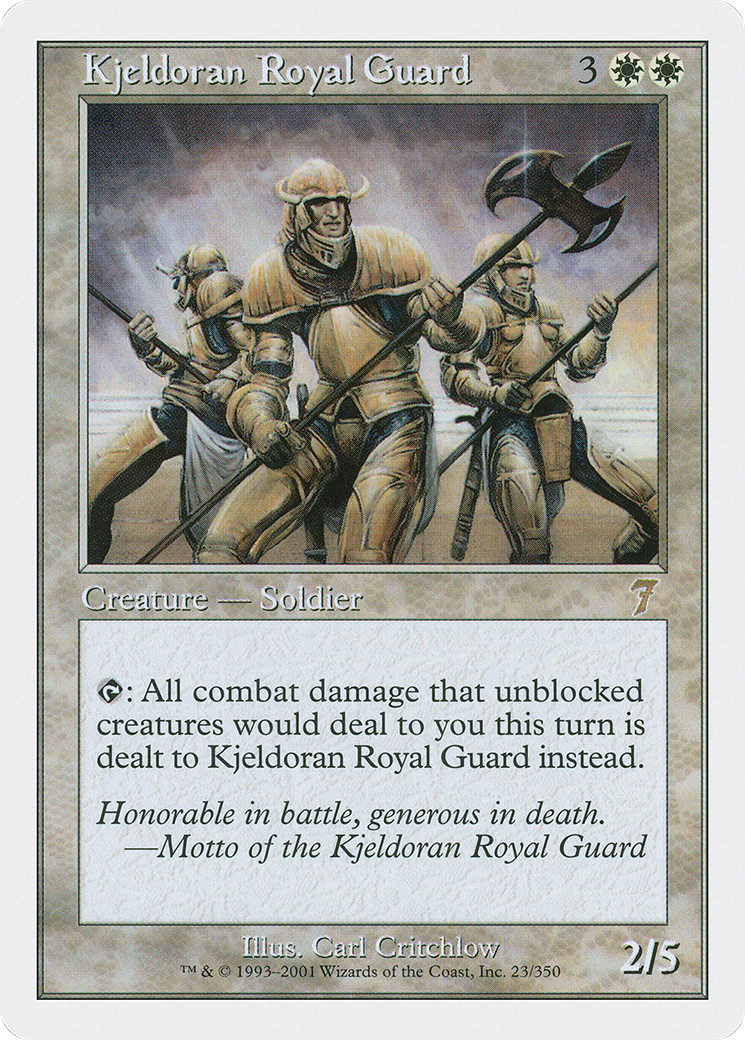 Kjeldoran Royal Guard 3
Creature — Soldier 7
: All combat damage that unblocked
creatures would deal to you this turn is
dealt to Kjeldoran Royal Guard instead.
Honorable in battle, generous in death.
—Motto of the Kjeldoran Royal Guard
Illus. Carl Critchlow
™ & © 1993–2001 Wizards of the Coast, Inc. 23/350
2/5